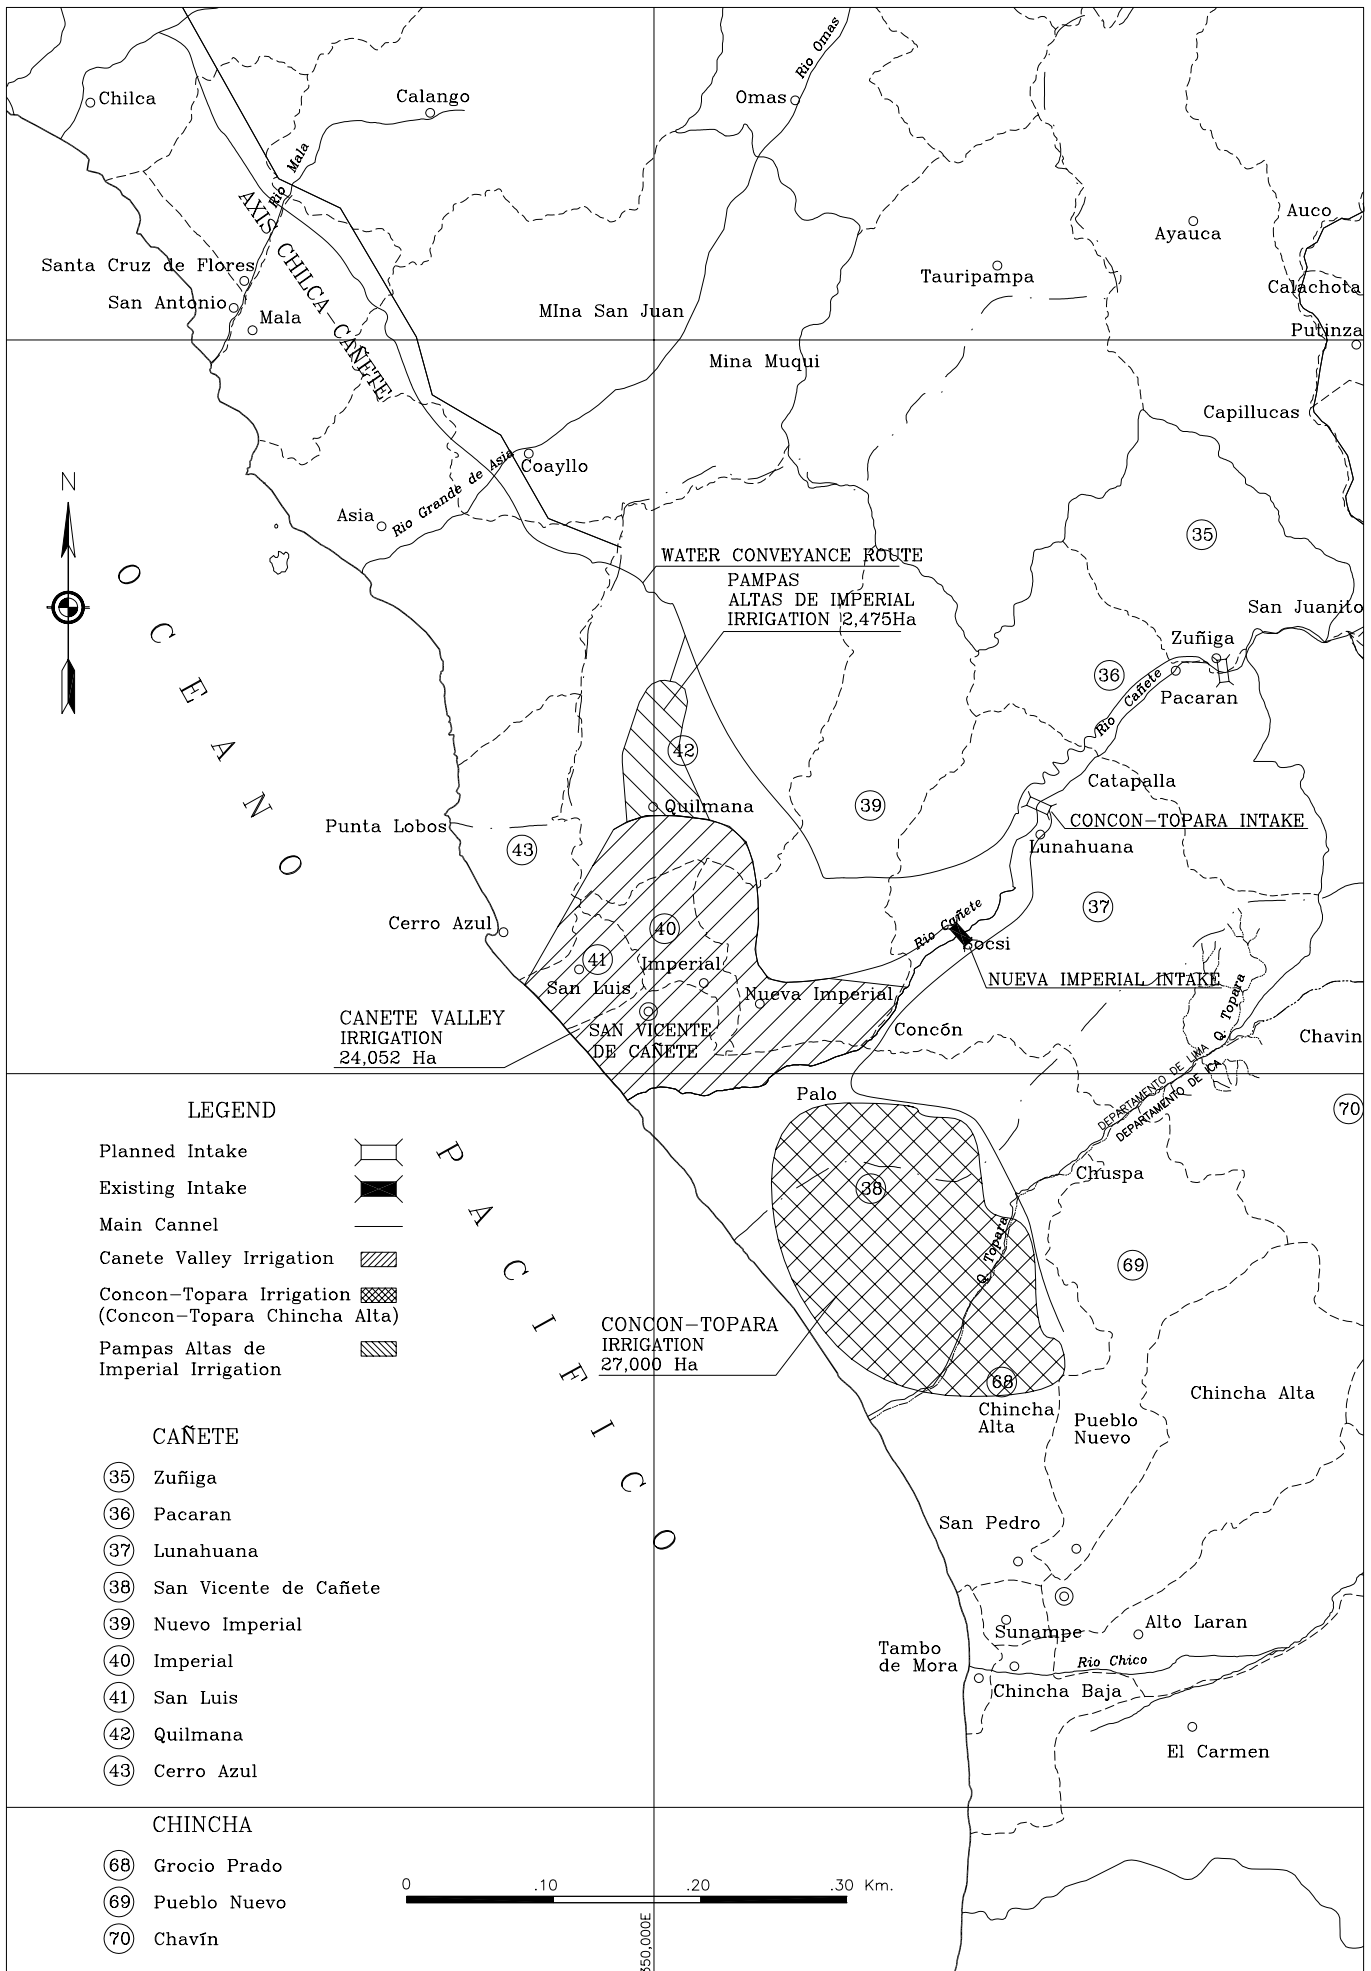 Rio Omas
Chilca
Calango
Omas
Rio Mala
Auco
Ayauca
AXIS CHILCA-CAÑETE
Santa Cruz de Flores
Tauripampa
Calachota
San Antonio
Mala
MIna San Juan
Putinza
Mina Muqui
Capillucas
Coayllo
Rio Grande de Asia
N
Asia
WATER CONVEYANCE ROUTE
35
PAMPAS
ALTAS DE IMPERIAL
IRRIGATION 2,475Ha
San Juanito
Zuñiga
36
Rio Cañete
Pacaran
OCEANO
42
Catapalla
39
Quilmana
CONCON-TOPARA INTAKE
Punta Lobos
43
Lunahuana
37
Cerro Azul
40
Rio Cañete
Socsi
41
Imperial
NUEVA IMPERIAL INTAKE
Q. Topara
San Luis
Nueva Imperial
CANETE VALLEY
IRRIGATION
24,052 Ha
SAN VICENTE
DE CAÑETE
Concón
Chavin
DEPARTAMENTO DE LIMA
DEPARTAMENTO DE ICA
Palo
70
LEGEND
Planned Intake
Existing Intake
Main Cannel
Canete Valley Irrigation
Concon-Topara Irrigation
(Concon-Topara Chincha Alta)
Pampas Altas de
Imperial Irrigation
PACIFICO
Chuspa
38
Q. Topara
69
CONCON-TOPARA
IRRIGATION
27,000 Ha
68
Chincha
Alta
Pueblo
Nuevo
Chincha Alta
CAÑETE
35 Zuñiga
36 Pacaran
37 Lunahuana
38 San Vicente de Cañete
39 Nuevo Imperial
40 Imperial
41 San Luis
42 Quilmana
43 Cerro Azul
San Pedro
Sunampe
Alto Laran
Tambo
de Mora
Rio Chico
Chincha Baja
El Carmen
CHINCHA
68 Grocio Prado
69 Pueblo Nuevo
70 Chavín
0 .10 .20 .30 Km.
350,000E